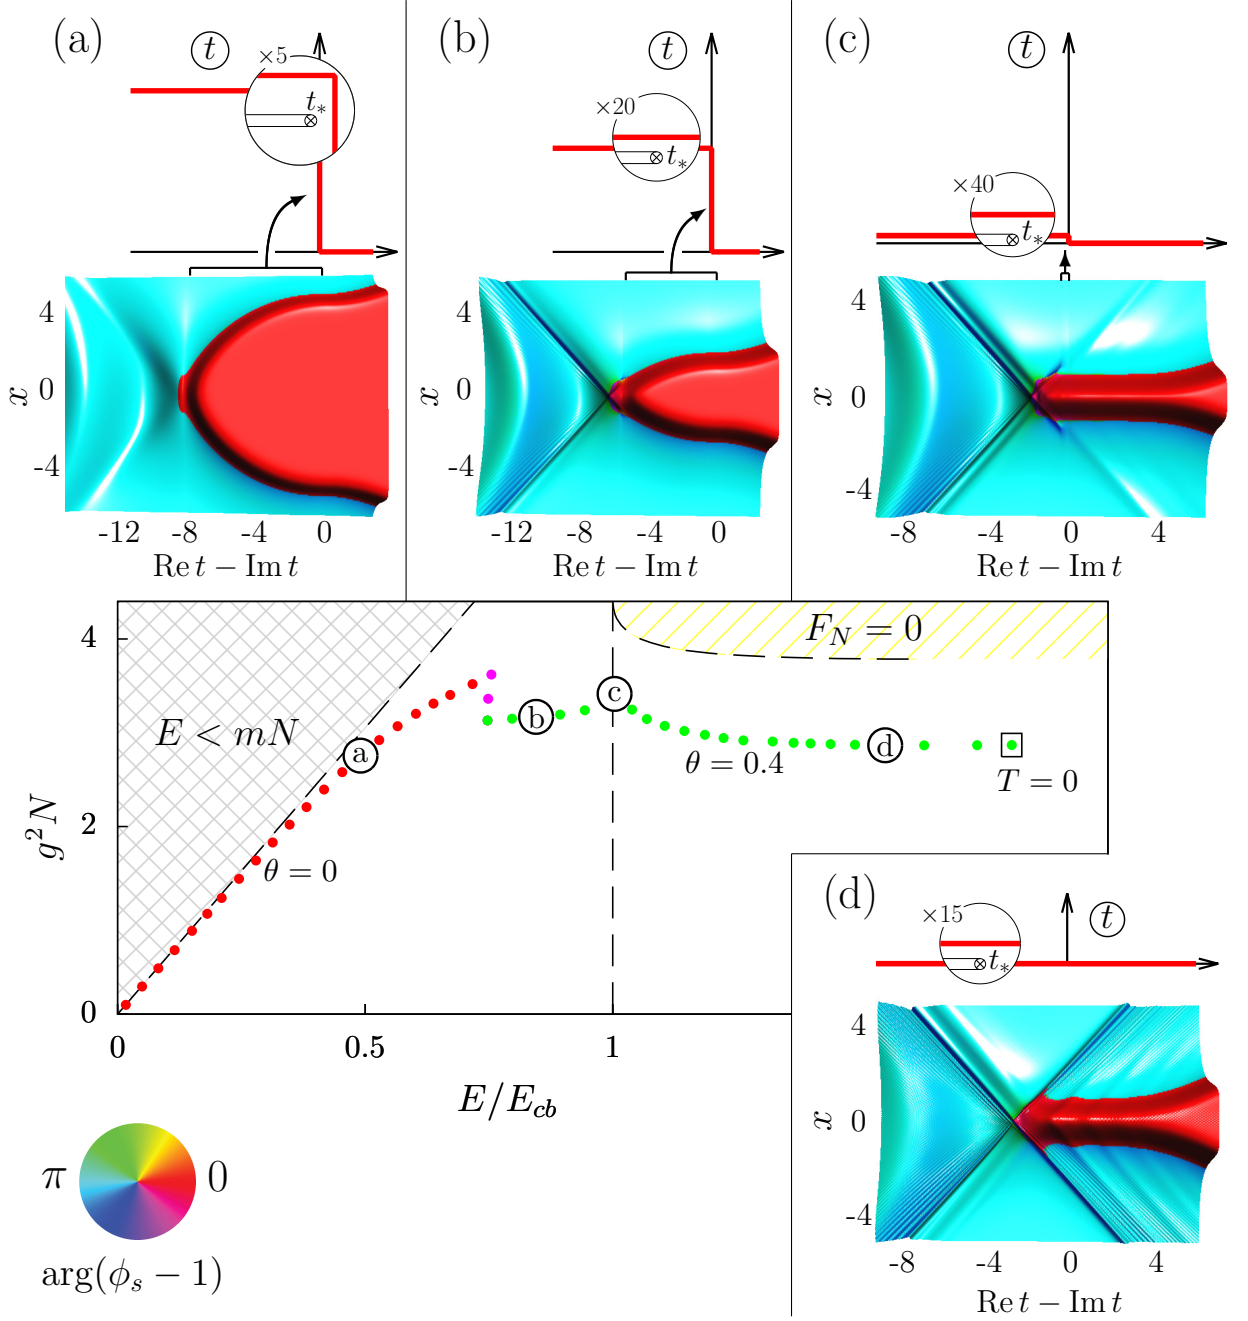 (a)
t
×5
t*
x
4
0
-4
-12
-8
-4
0
Re t − Im t
(b)
t
×20
t*
x
4
0
-4
-12
-8
-4
0
Re t − Im t
(c)
t
×40
t*
x
4
0
-4
-8
-4
0
4
Re t − Im t
g²N
4
2
0
0
0.5
1
E/E_cb
E < mN
F_N = 0
a
b
c
d
θ = 0
θ = 0.4
T = 0
(d)
×15
t
t*
x
4
0
-4
-8
-4
0
4
Re t − Im t
π
0
arg(ϕ_s − 1)